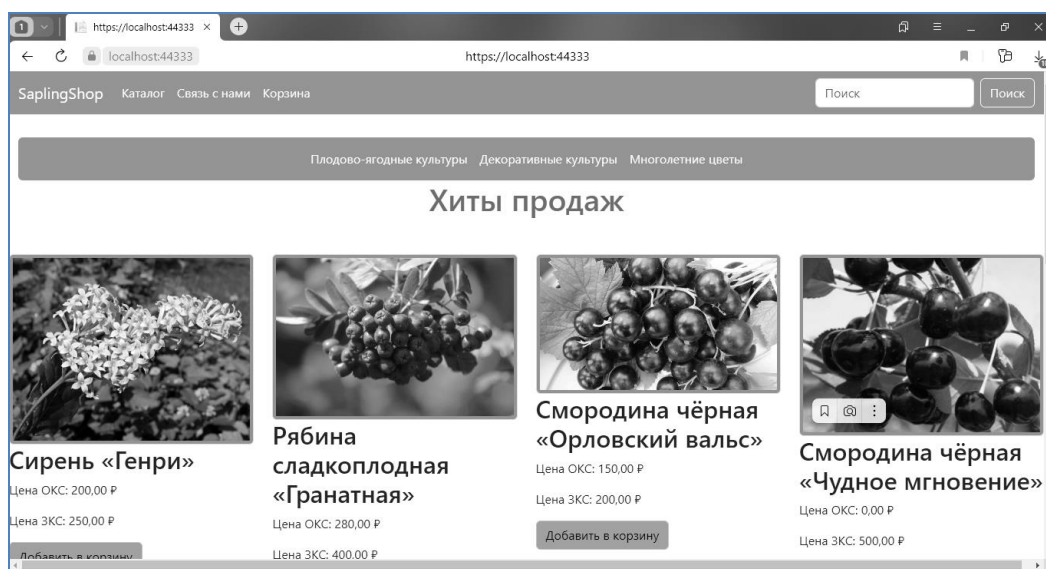 1
https://localhost:44333
localhost:44333
https://localhost:44333
SaplingShop Каталог Связь с нами Корзина Поиск Поиск
Плодово-ягодные культуры Декоративные культуры Многолетние цветы
Хиты продаж
Сирень «Генри»
Цена ОКС: 200,00 ₽
Цена ЗКС: 250,00 ₽
Добавить в корзину
Рябина
сладкоплодная
«Гранатная»
Цена ОКС: 280,00 ₽
Цена ЗКС: 400,00 ₽
Смородина чёрная
«Орловский вальс»
Цена ОКС: 150,00 ₽
Цена ЗКС: 200,00 ₽
Добавить в корзину
Смородина чёрная
«Чудное мгновение»
Цена ОКС: 0,00 ₽
Цена ЗКС: 500,00 ₽